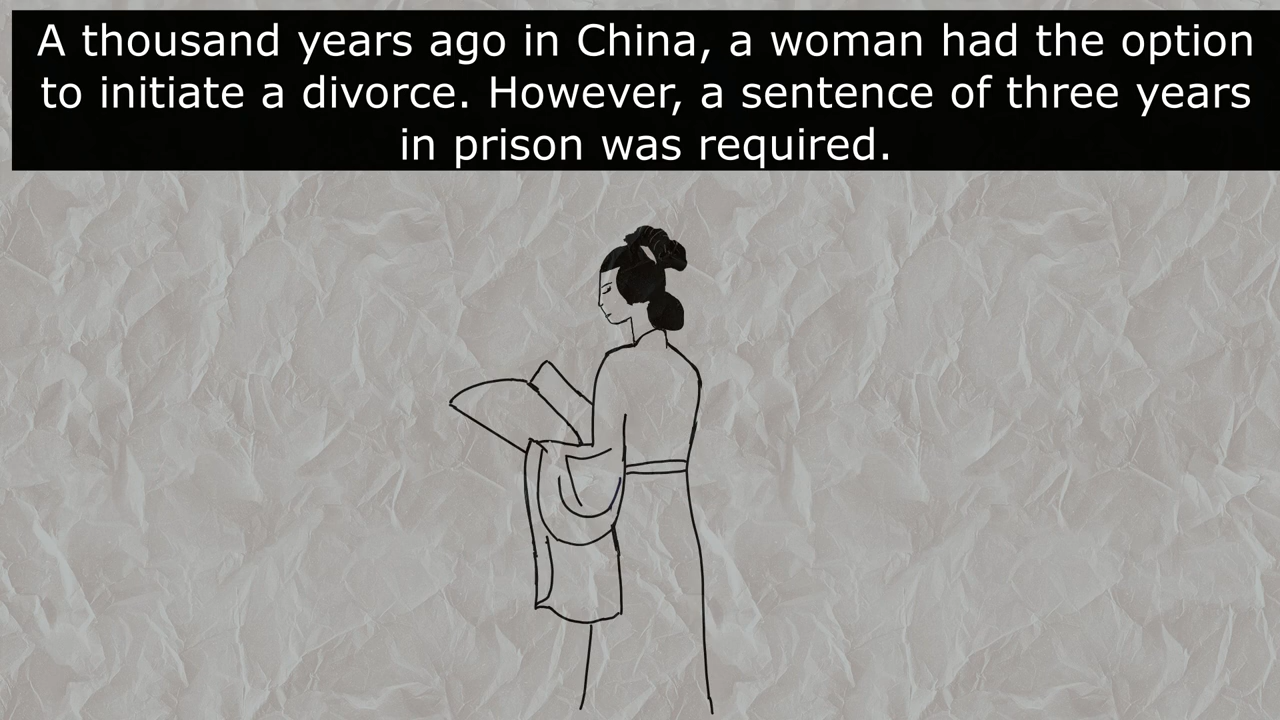 A thousand years ago in China, a woman had the option
to initiate a divorce. However, a sentence of three years
in prison was required.